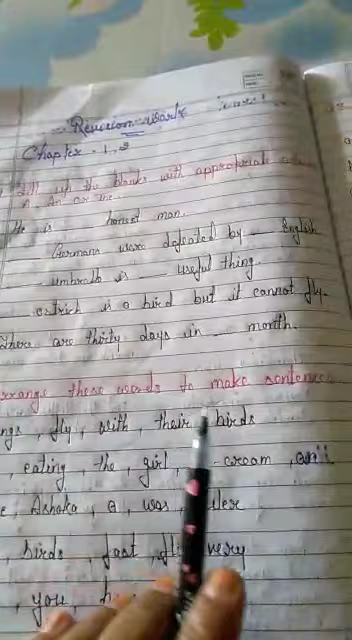 Revision work
Chapter - 1, 2
Fill up the blanks with appropriate
A An or the
He is honest man.
Germans were defeated by English
umbrella is useful thing.
ostrich is a bird but it cannot fly.
There are thirty days in month.
these words to make sentences
, fly, with, their, birds
, eating, the, girl, cream,
Ashoka, a, was,
birds, fast, very
, you,